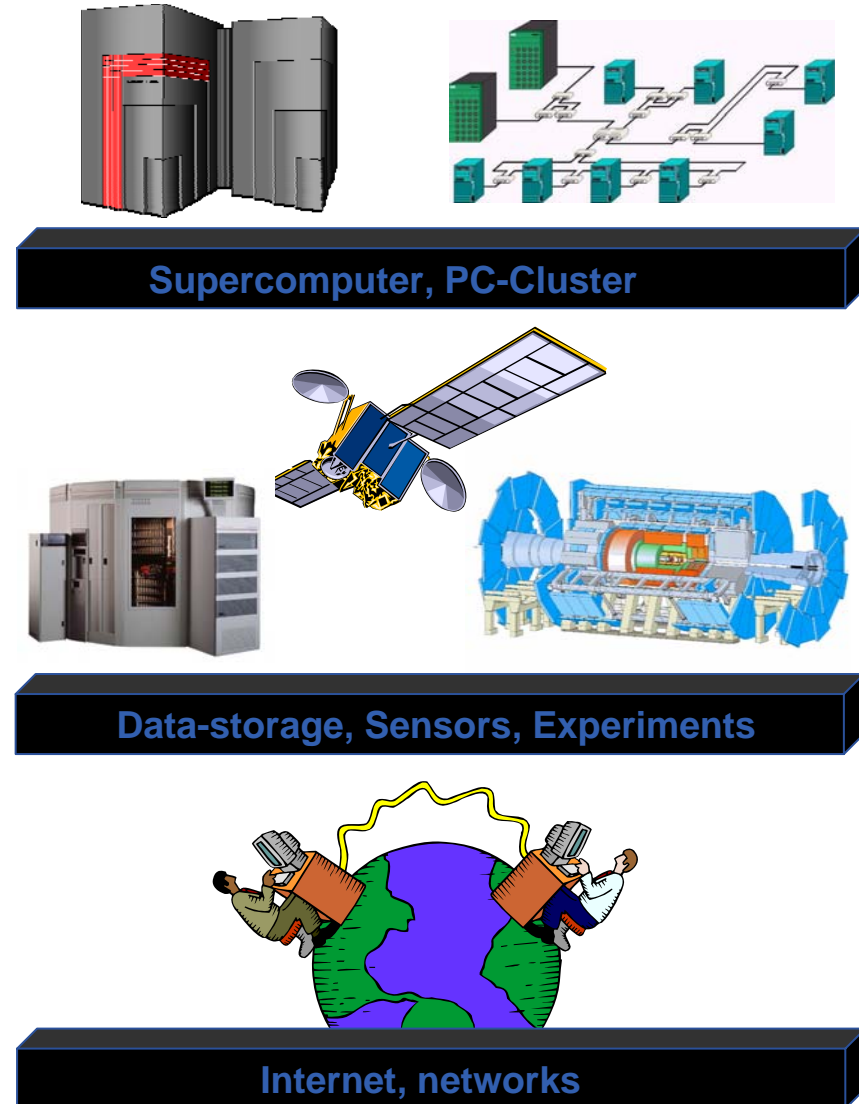 Supercomputer, PC-Cluster
Data-storage, Sensors, Experiments
Internet, networks